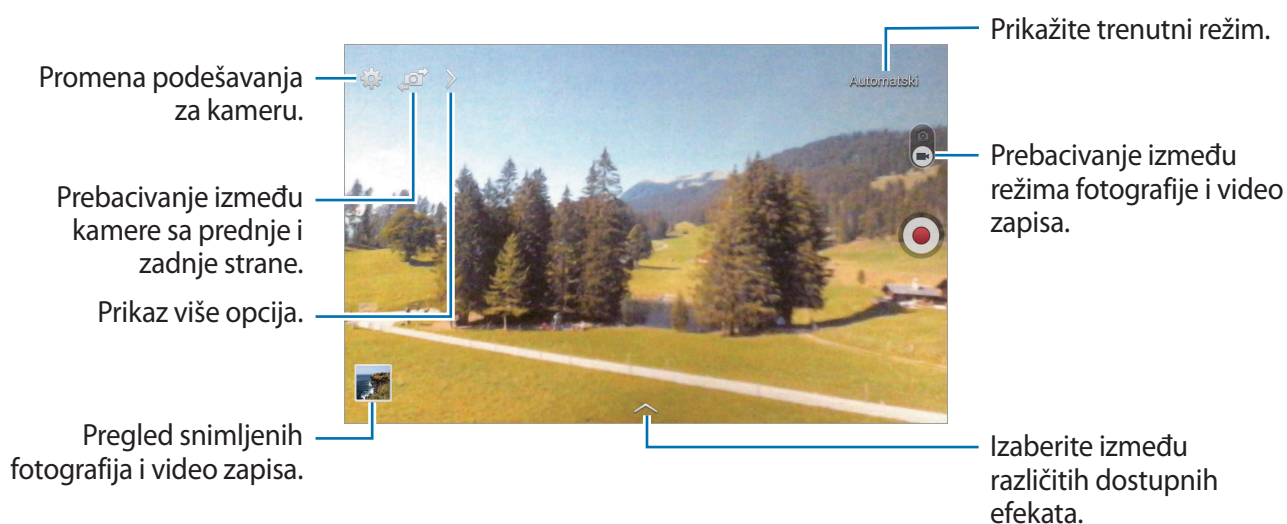 Promena podešavanja
za kameru.
Prebacivanje između
kamere sa prednje i
zadnje strane.
Prikaz više opcija.
Pregled snimljenih
fotografija i video zapisa.
Automatski
Prikažite trenutni režim.
Prebacivanje između
režima fotografije i video
zapisa.
Izaberite između
različitih dostupnih
efekata.